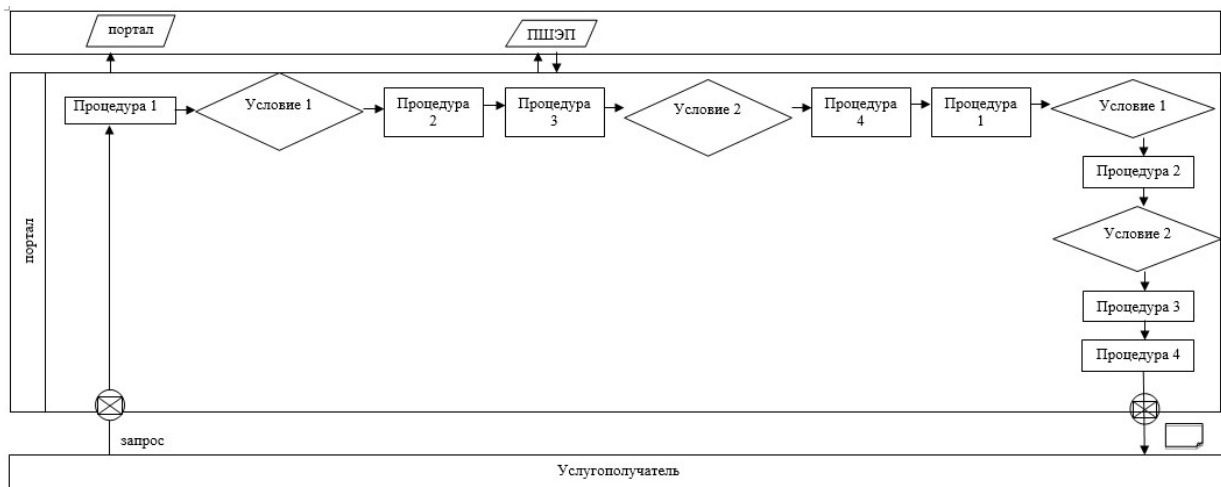 портал
ПШЭП
Процедура 1
Условие 1
Процедура
2
Процедура
3
Условие 2
Процедура
4
Процедура
1
Условие 1
Процедура 2
Условие 2
Процедура 3
Процедура 4
портал
запрос
Услугополучатель